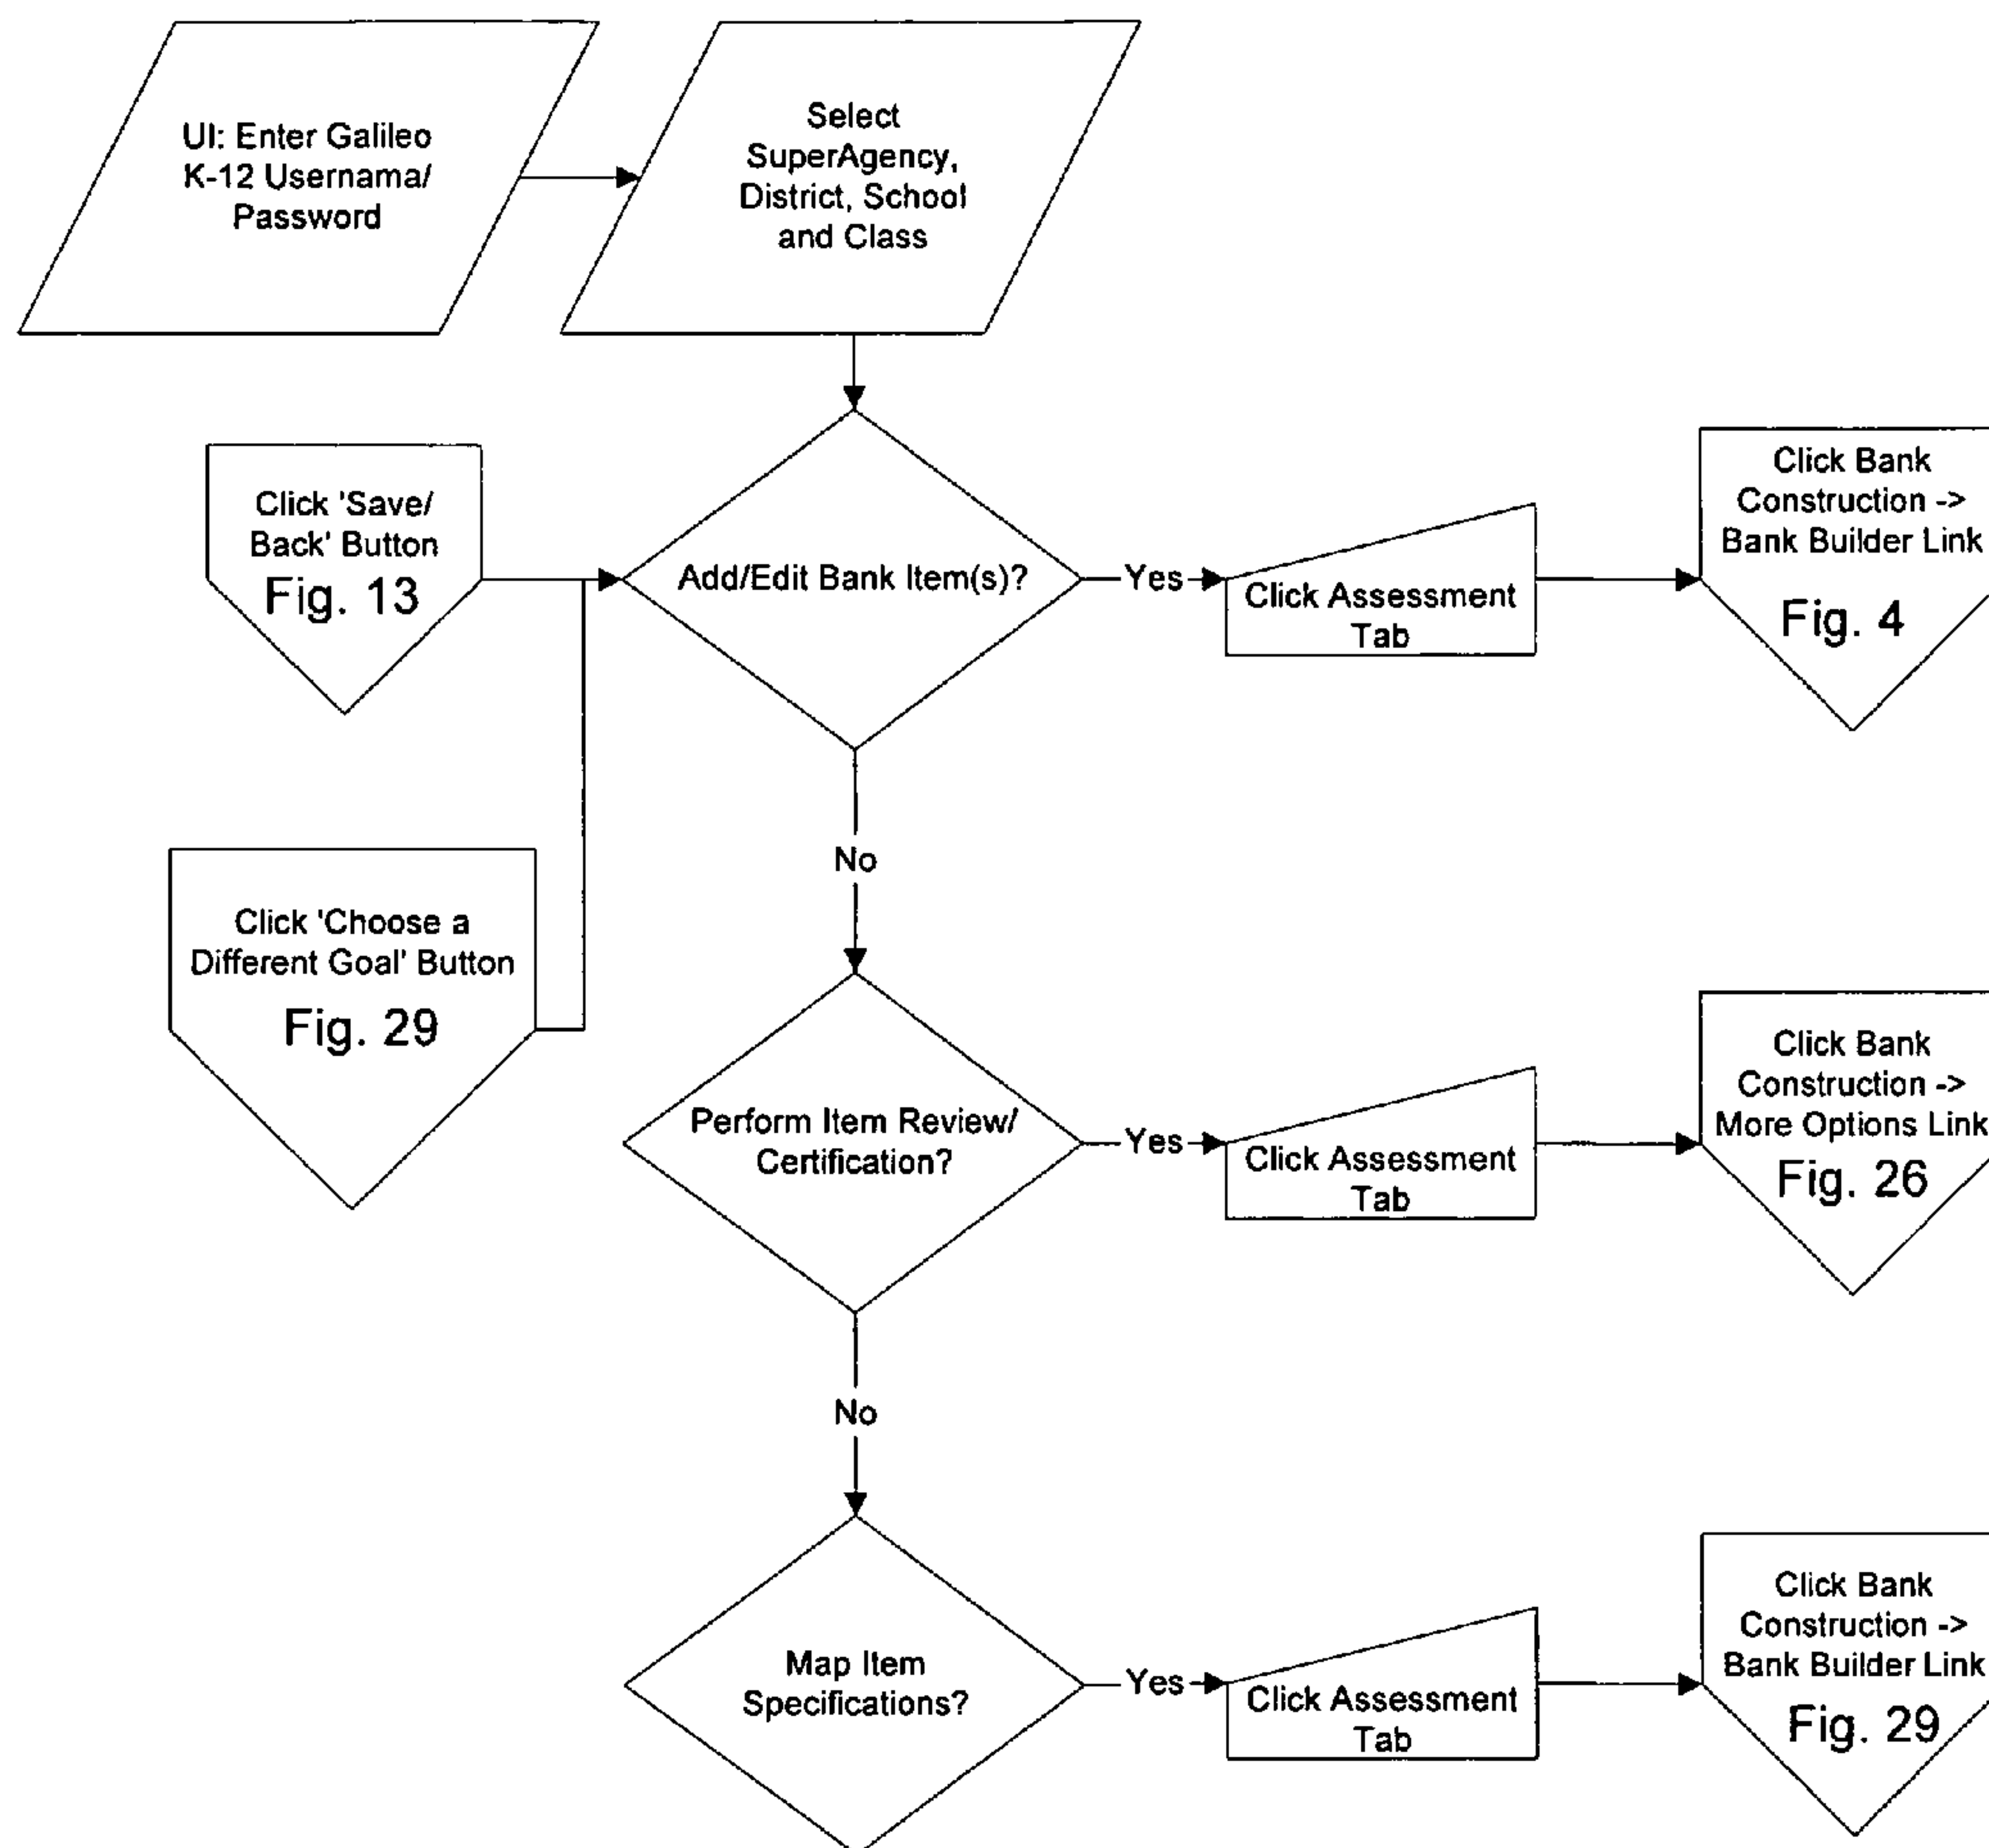 UI: Enter Galileo
K-12 Usernama/
Password
Select
SuperAgency,
District, School
and Class
Click 'Save/
Back' Button
Fig. 13
Add/Edit Bank Item(s)?
Yes
Click Assessment
Tab
Click Bank
Construction ->
Bank Builder Link
Fig. 4
No
Click 'Choose a
Different Goal' Button
Fig. 29
Perform Item Review/
Certification?
Yes
Click Assessment
Tab
Click Bank
Construction ->
More Options Link
Fig. 26
No
Map Item
Specifications?
Yes
Click Assessment
Tab
Click Bank
Construction ->
Bank Builder Link
Fig. 29